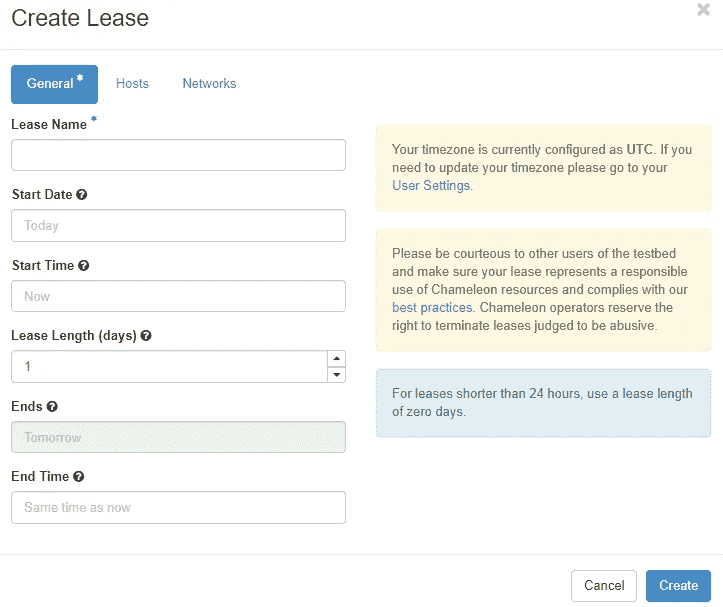 Create Lease
×
General *
Hosts
Networks
Lease Name *
Start Date
Today
Start Time
Now
Lease Length (days)
1
Ends
Tomorrow
End Time
Same time as now
Your timezone is currently configured as UTC. If you
need to update your timezone please go to your
User Settings.
Please be courteous to other users of the testbed
and make sure your lease represents a responsible
use of Chameleon resources and complies with our
best practices. Chameleon operators reserve the
right to terminate leases judged to be abusive.
For leases shorter than 24 hours, use a lease length
of zero days.
Cancel
Create